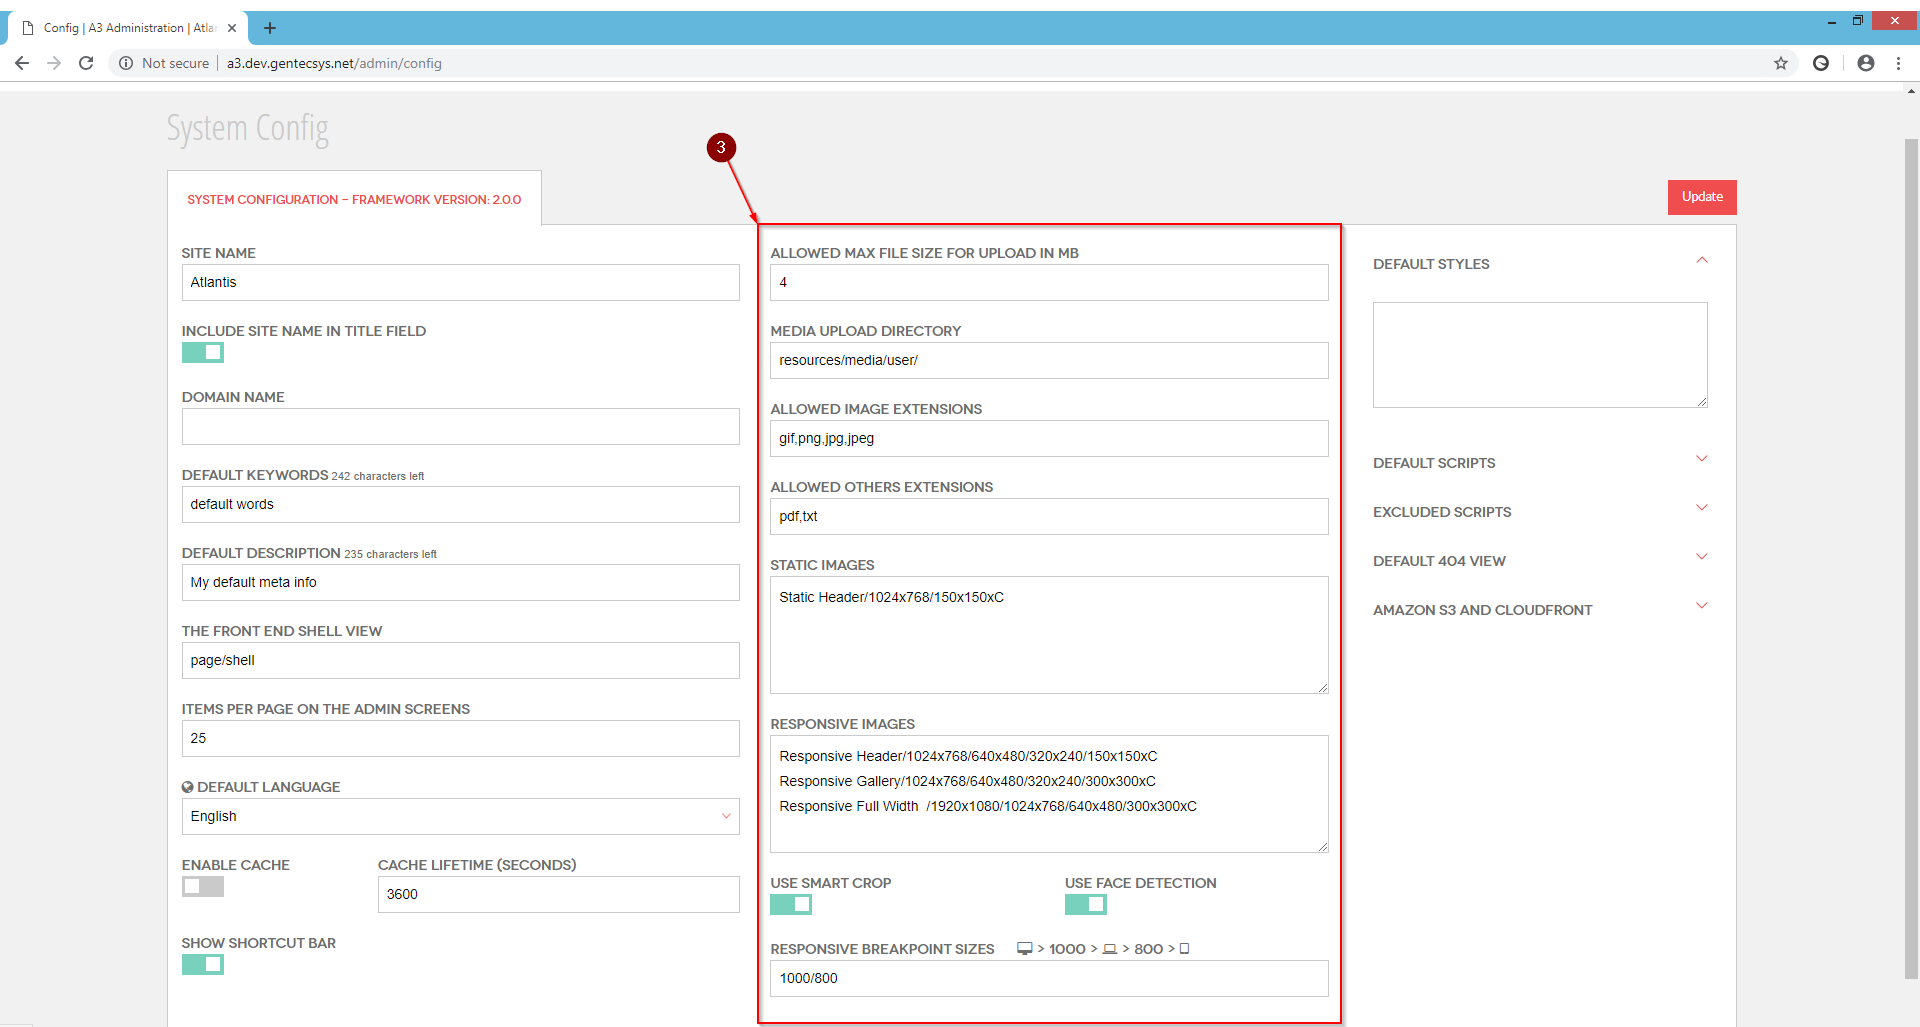 Config | A3 Administration | Atla
Not secure
a3.dev.gentecsys.net/admin/config
System Config
3
SYSTEM CONFIGURATION – FRAMEWORK VERSION: 2.0.0
Update
SITE NAME
Atlantis
INCLUDE SITE NAME IN TITLE FIELD
DOMAIN NAME
DEFAULT KEYWORDS 242 characters left
default words
DEFAULT DESCRIPTION 235 characters left
My default meta info
THE FRONT END SHELL VIEW
page/shell
ITEMS PER PAGE ON THE ADMIN SCREENS
25
DEFAULT LANGUAGE
English
ENABLE CACHE
CACHE LIFETIME (SECONDS)
3600
SHOW SHORTCUT BAR
ALLOWED MAX FILE SIZE FOR UPLOAD IN MB
4
MEDIA UPLOAD DIRECTORY
resources/media/user/
ALLOWED IMAGE EXTENSIONS
gif,png,jpg,jpeg
ALLOWED OTHERS EXTENSIONS
pdf,txt
STATIC IMAGES
Static Header/1024x768/150x150xC
RESPONSIVE IMAGES
Responsive Header/1024x768/640x480/320x240/150x150xC
Responsive Gallery/1024x768/640x480/320x240/300x300xC
Responsive Full Width  /1920x1080/1024x768/640x480/300x300xC
USE SMART CROP
USE FACE DETECTION
RESPONSIVE BREAKPOINT SIZES > 1000 > > 800 >
1000/800
DEFAULT STYLES
DEFAULT SCRIPTS
EXCLUDED SCRIPTS
DEFAULT 404 VIEW
AMAZON S3 AND CLOUDFRONT